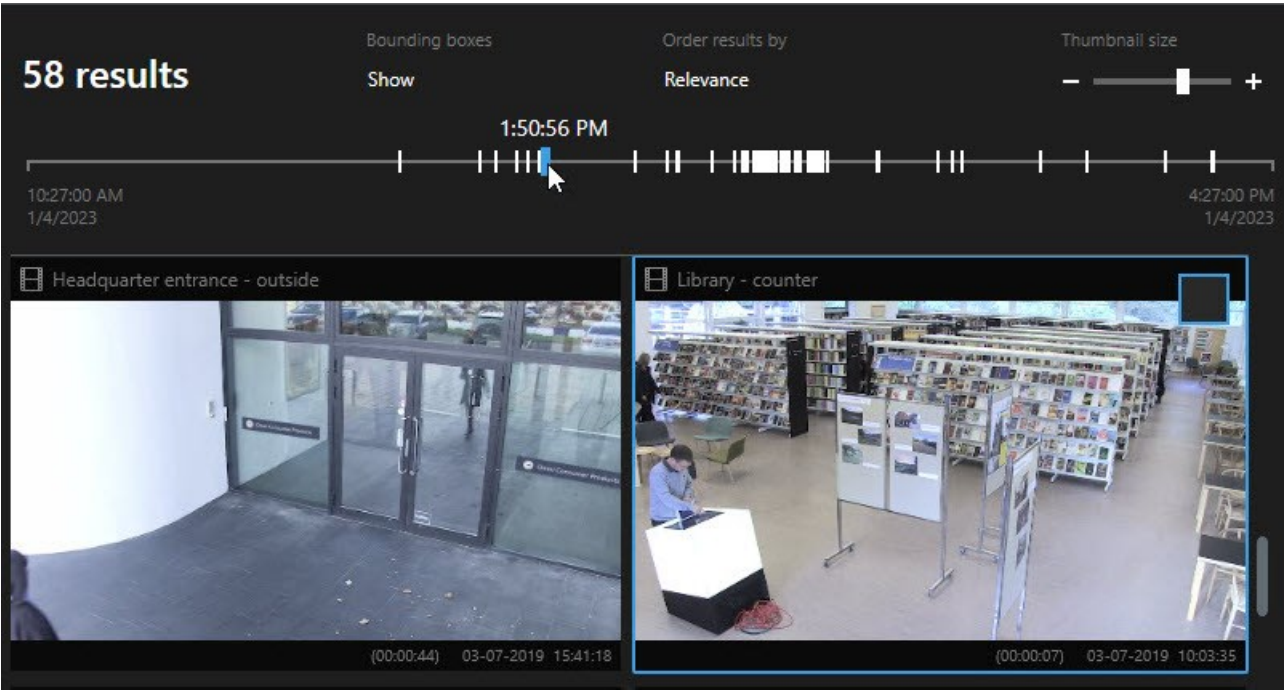 58 results
Bounding boxes
Show
Order results by
Relevance
Thumbnail size
− +
1:50:56 PM
10:27:00 AM
1/4/2023
4:27:00 PM
1/4/2023
Headquarter entrance - outside
Library - counter
(00:00:44) 03-07-2019 15:41:18
(00:00:07) 03-07-2019 10:03:35